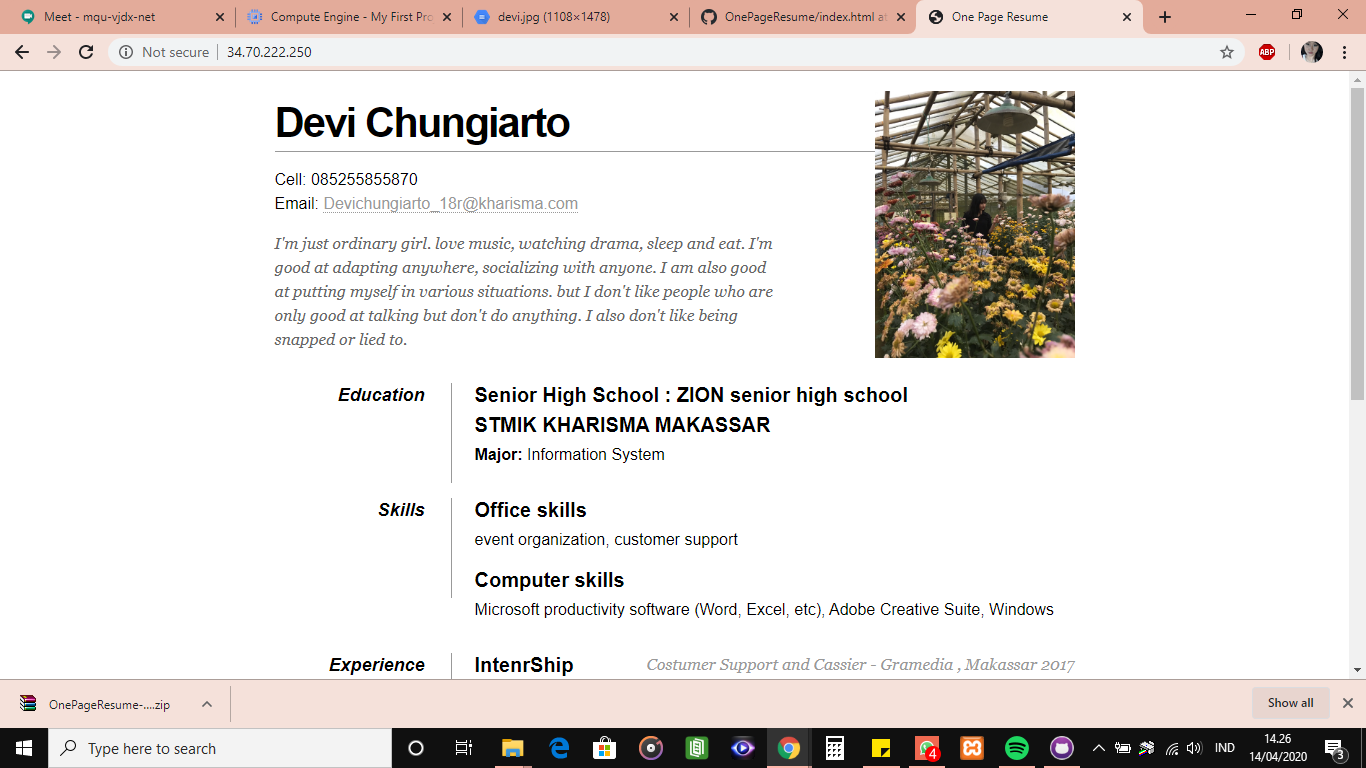 Meet - mqu-vjdx-net
Compute Engine - My First Pro
devi.jpg (1108×1478)
OnePageResume/index.html at
One Page Resume
Not secure
34.70.222.250
ABP
Devi Chungiarto
Cell: 085255855870
Email: Devichungiarto_18r@kharisma.com
I'm just ordinary girl. love music, watching drama, sleep and eat. I'm
good at adapting anywhere, socializing with anyone. I am also good
at putting myself in various situations. but I don't like people who are
only good at talking but don't do anything. I also don't like being
snapped or lied to.
Education
Senior High School : ZION senior high school
STMIK KHARISMA MAKASSAR
Major: Information System
Skills
Office skills
event organization, customer support
Computer skills
Microsoft productivity software (Word, Excel, etc), Adobe Creative Suite, Windows
Experience
IntenrShip
Costumer Support and Cassier - Gramedia , Makassar 2017
OnePageResume-....zip
Show all
Type here to search
4
IND
14.26
14/04/2020
3